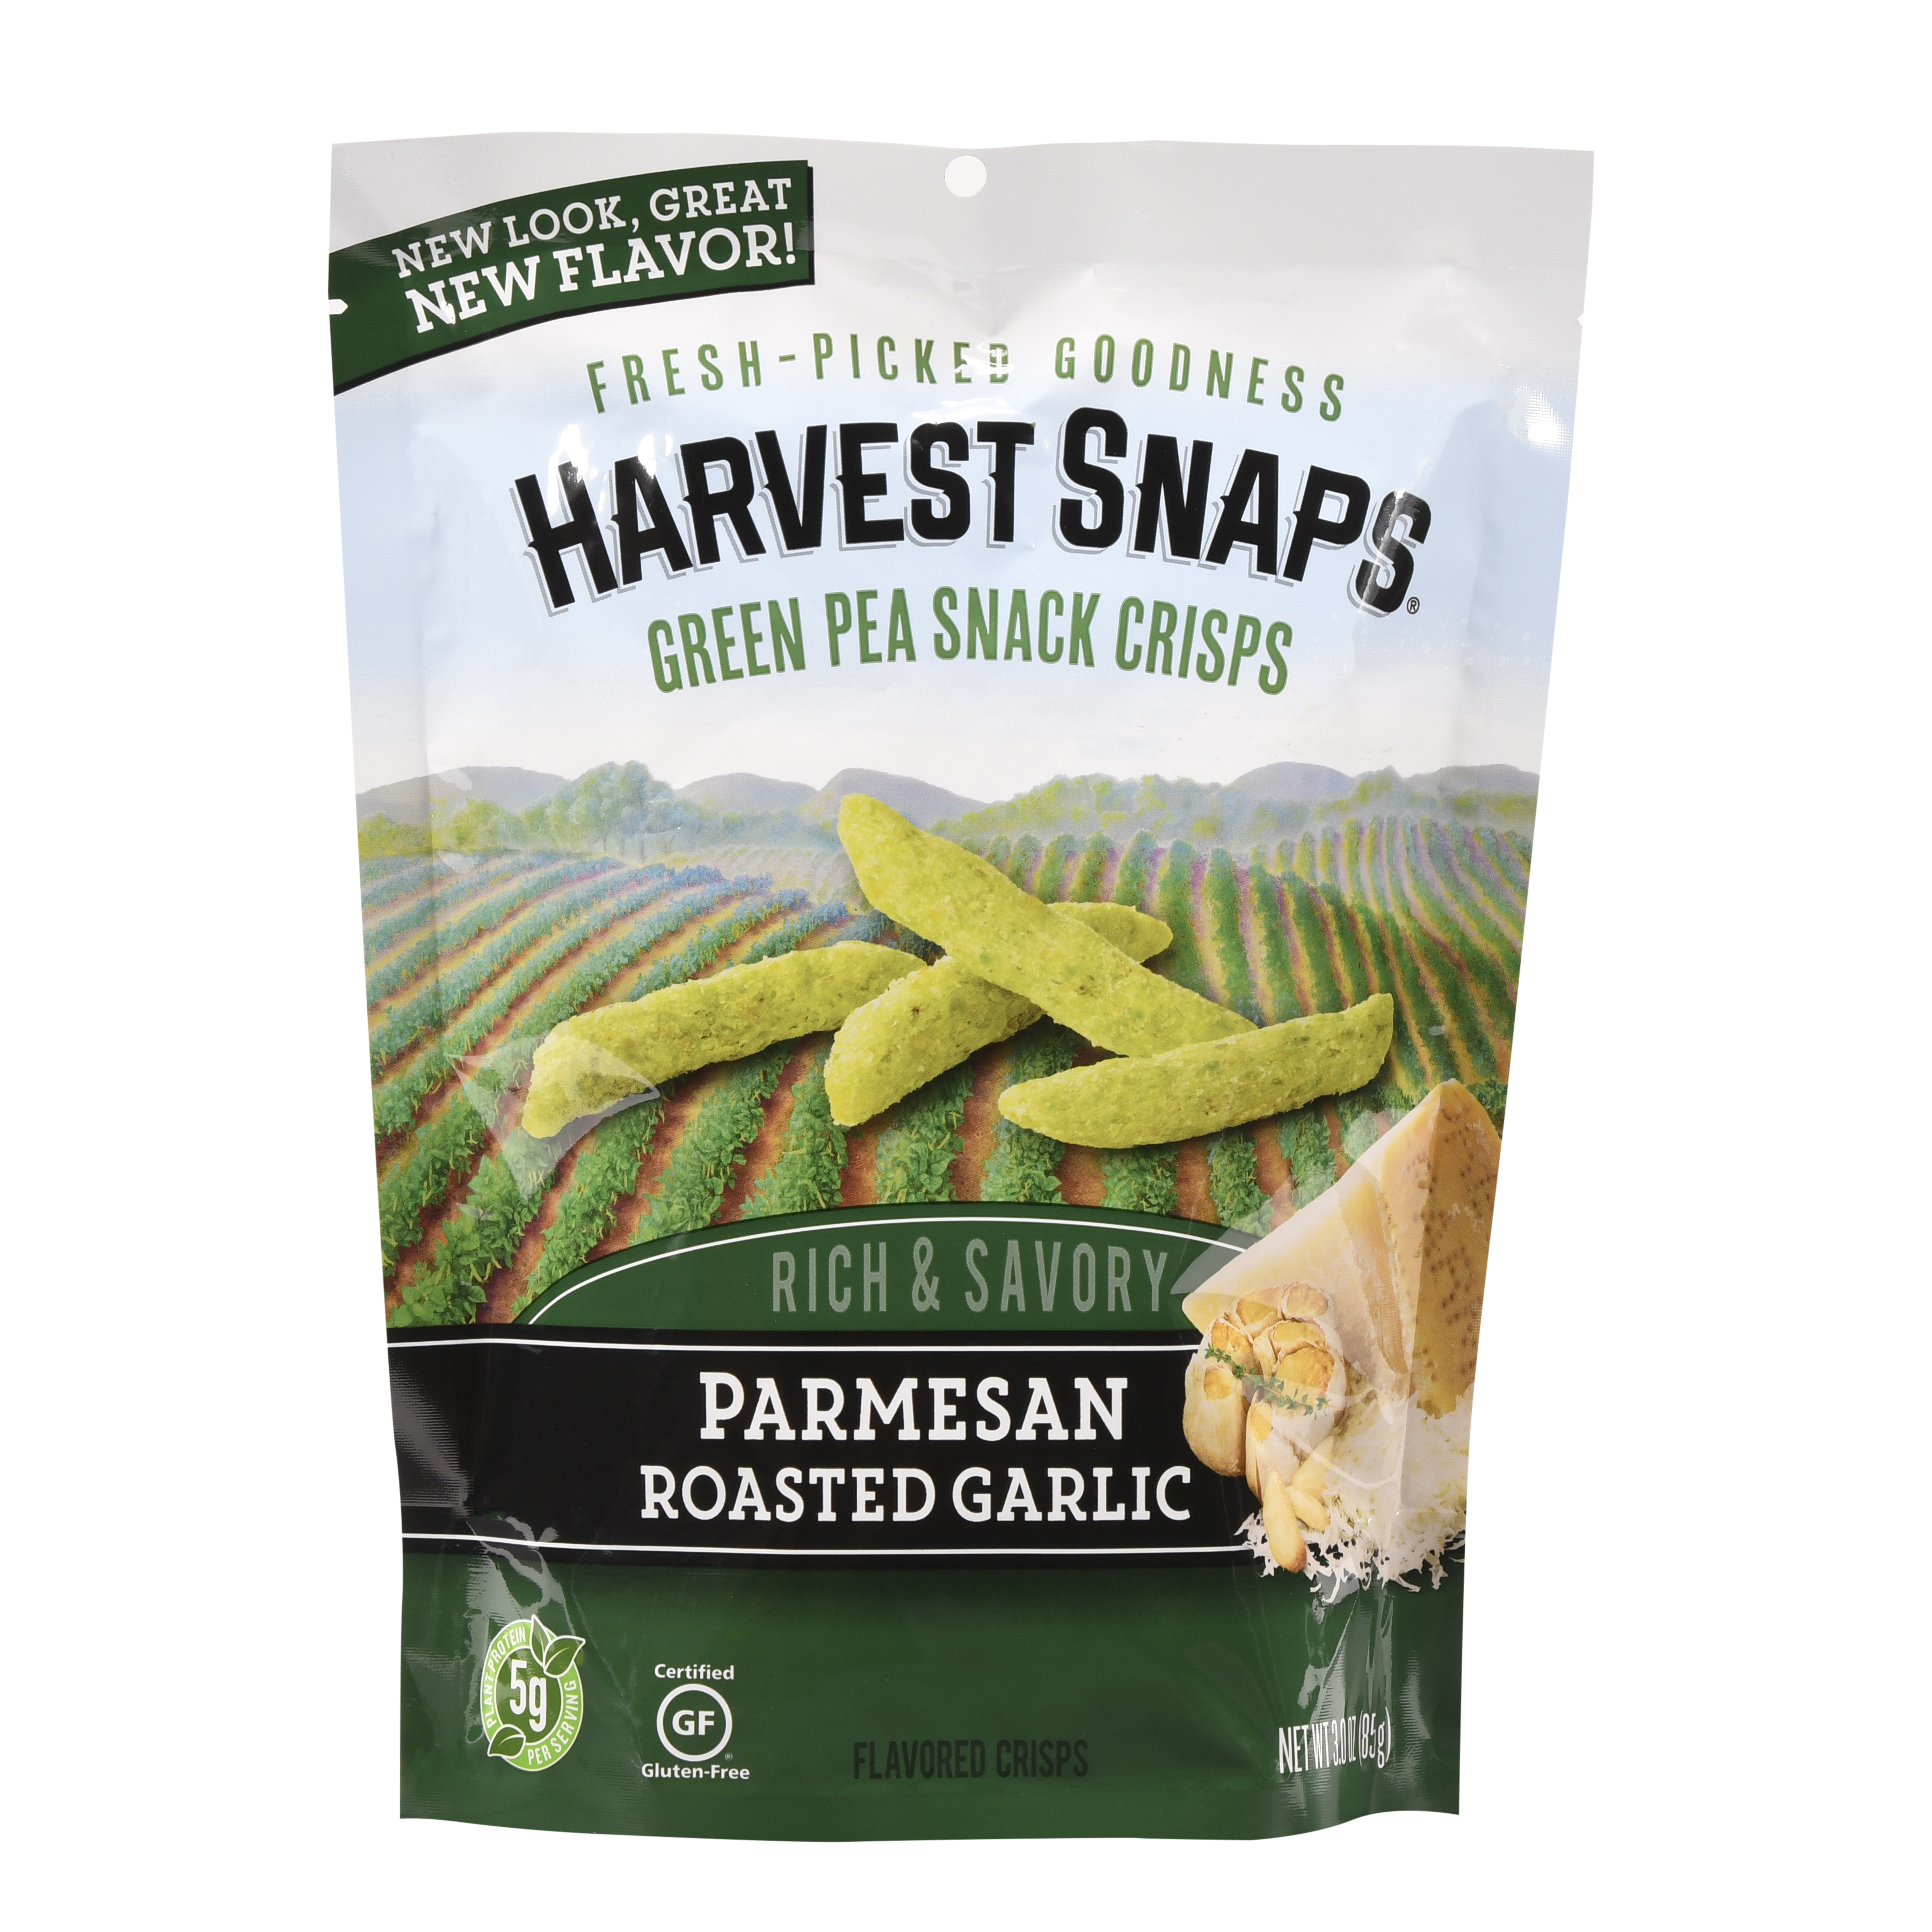 NEW LOOK, GREAT
NEW FLAVOR!
FRESH-PICKED GOODNESS
HARVEST SNAPS®
GREEN PEA SNACK CRISPS
RICH & SAVORY
PARMESAN
ROASTED GARLIC
PLANT PROTEIN
5g
PER SERVING
Certified
GF®
Gluten-Free
FLAVORED CRISPS
NET WT 3.0 OZ (85g)